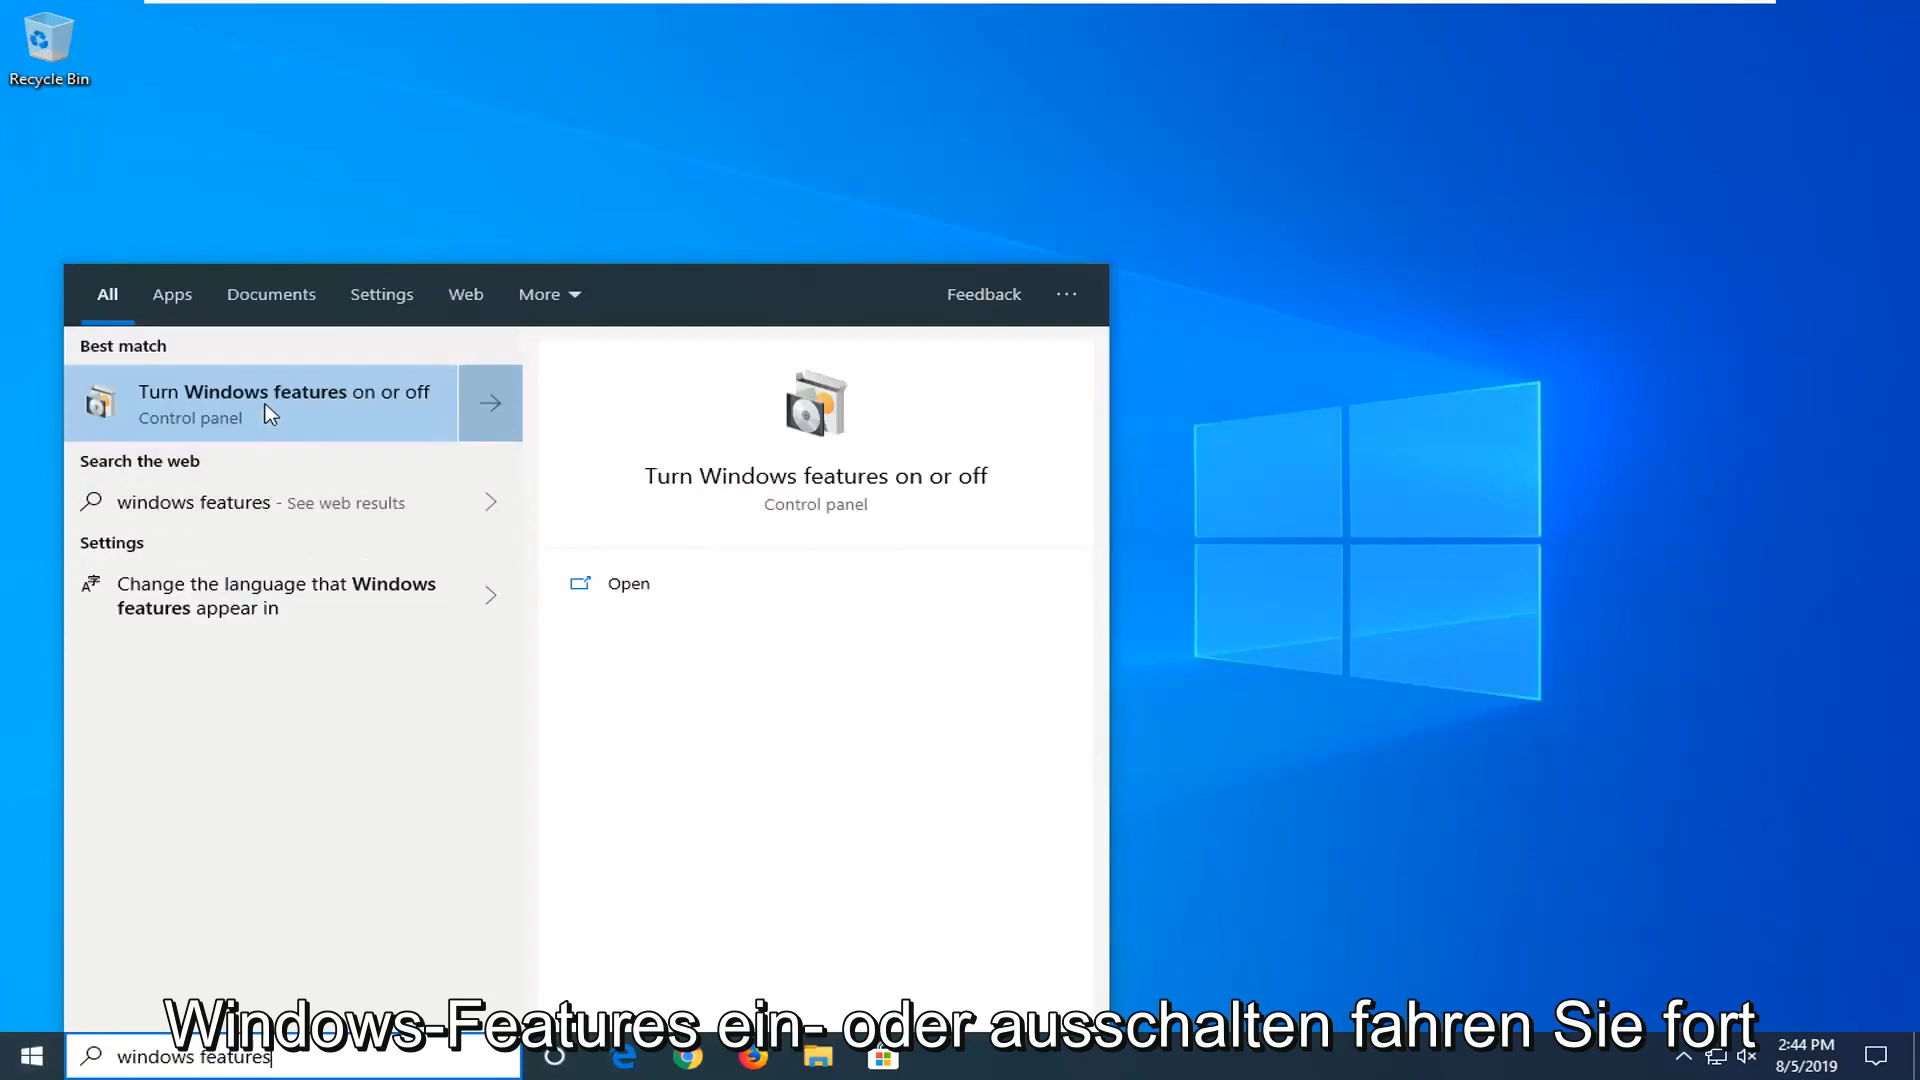 Recycle Bin
All Apps Documents Settings Web More Feedback ···
Best match
Turn Windows features on or off
Control panel
Search the web
windows features - See web results
Settings
Change the language that Windows
features appear in
Turn Windows features on or off
Control panel
Open
Windows-Features ein- oder ausschalten fahren Sie fort
windows features
2:44 PM
8/5/2019